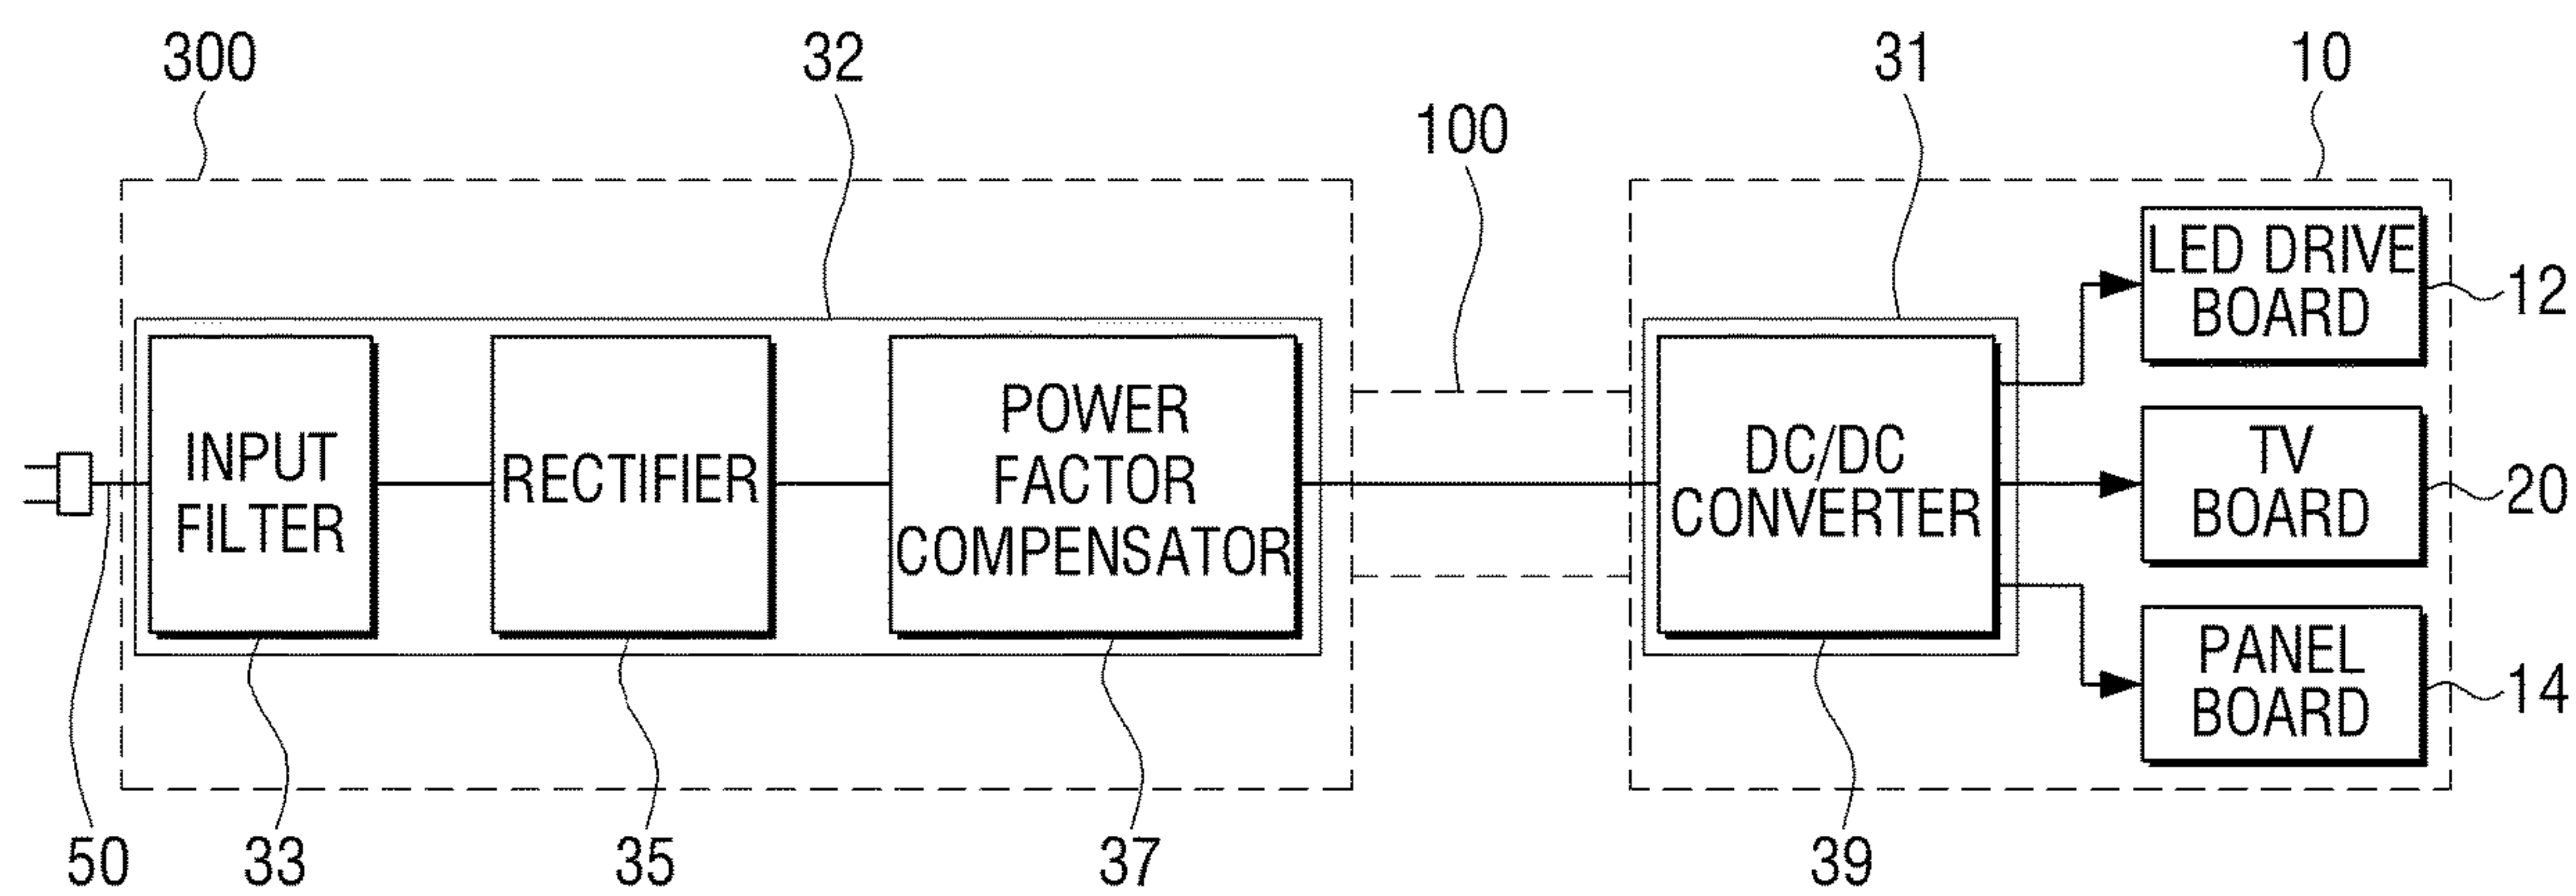 300
32
31
10
100
LED DRIVE
BOARD
12
INPUT
FILTER
RECTIFIER
POWER
FACTOR
COMPENSATOR
DC/DC
CONVERTER
TV
BOARD
20
PANEL
BOARD
14
50
33
35
37
39